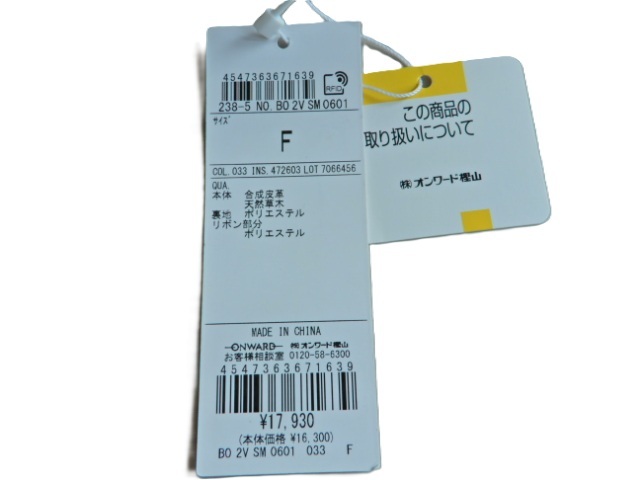 4547363671639
RFID
238-5 NO. BO 2V SM 0601
サイズ
F
COL. 033 INS. 472603 LOT 7066456
QUA.
本体 合成皮革
天然草木
裏地 ポリエステル
リボン部分
ポリエステル
MADE IN CHINA
ONWARD ㈱オンワード樫山
お客様相談室 0120-58-6300
4547363671639
¥17,930
(本体価格 ¥16,300)
BO 2V SM 0601 033 F
この商品の
取り扱いについて
㈱オンワード樫山